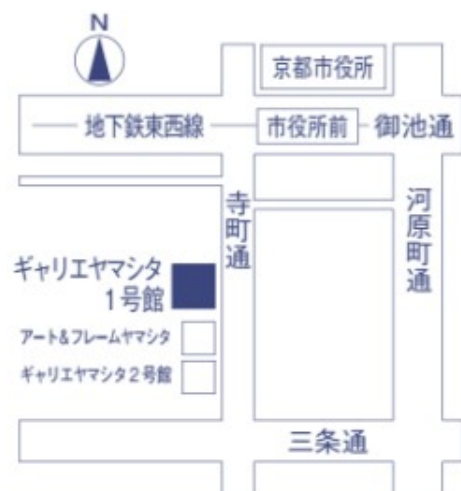 N
京都市役所
地下鉄東西線
市役所前
御池通
寺町通
河原町通
ギャリエヤマシタ
1号館
アート&フレームヤマシタ
ギャリエヤマシタ2号館
三条通